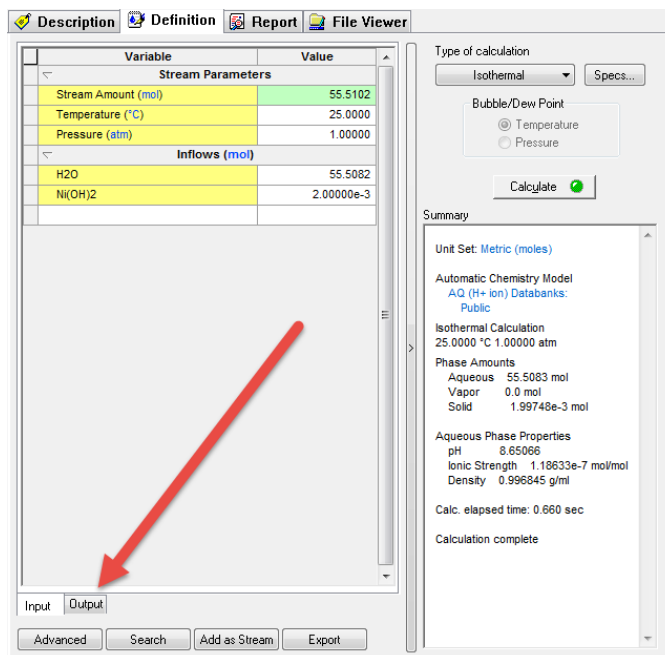 Description Definition Report File Viewer
Variable Value
Stream Parameters
Stream Amount (mol) 55.5102
Temperature (°C) 25.0000
Pressure (atm) 1.00000
Inflows (mol)
H2O 55.5082
Ni(OH)2 2.00000e-3
Input Output
Advanced Search Add as Stream Export
Type of calculation
Isothermal Specs...
Bubble/Dew Point
Temperature
Pressure
Calculate
Summary
Unit Set: Metric (moles)
Automatic Chemistry Model
AQ (H+ ion) Databanks:
Public
Isothermal Calculation
25.0000 °C 1.00000 atm
Phase Amounts
Aqueous 55.5083 mol
Vapor 0.0 mol
Solid 1.99748e-3 mol
Aqueous Phase Properties
pH 8.65066
Ionic Strength 1.18633e-7 mol/mol
Density 0.996845 g/ml
Calc. elapsed time: 0.660 sec
Calculation complete